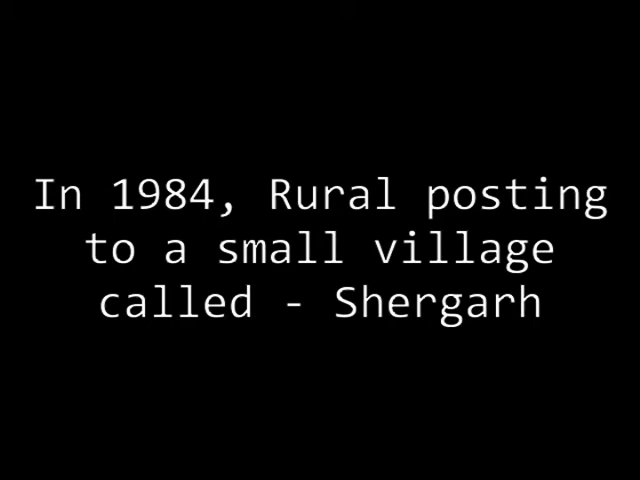 In 1984, Rural posting
to a small village
called - Shergarh